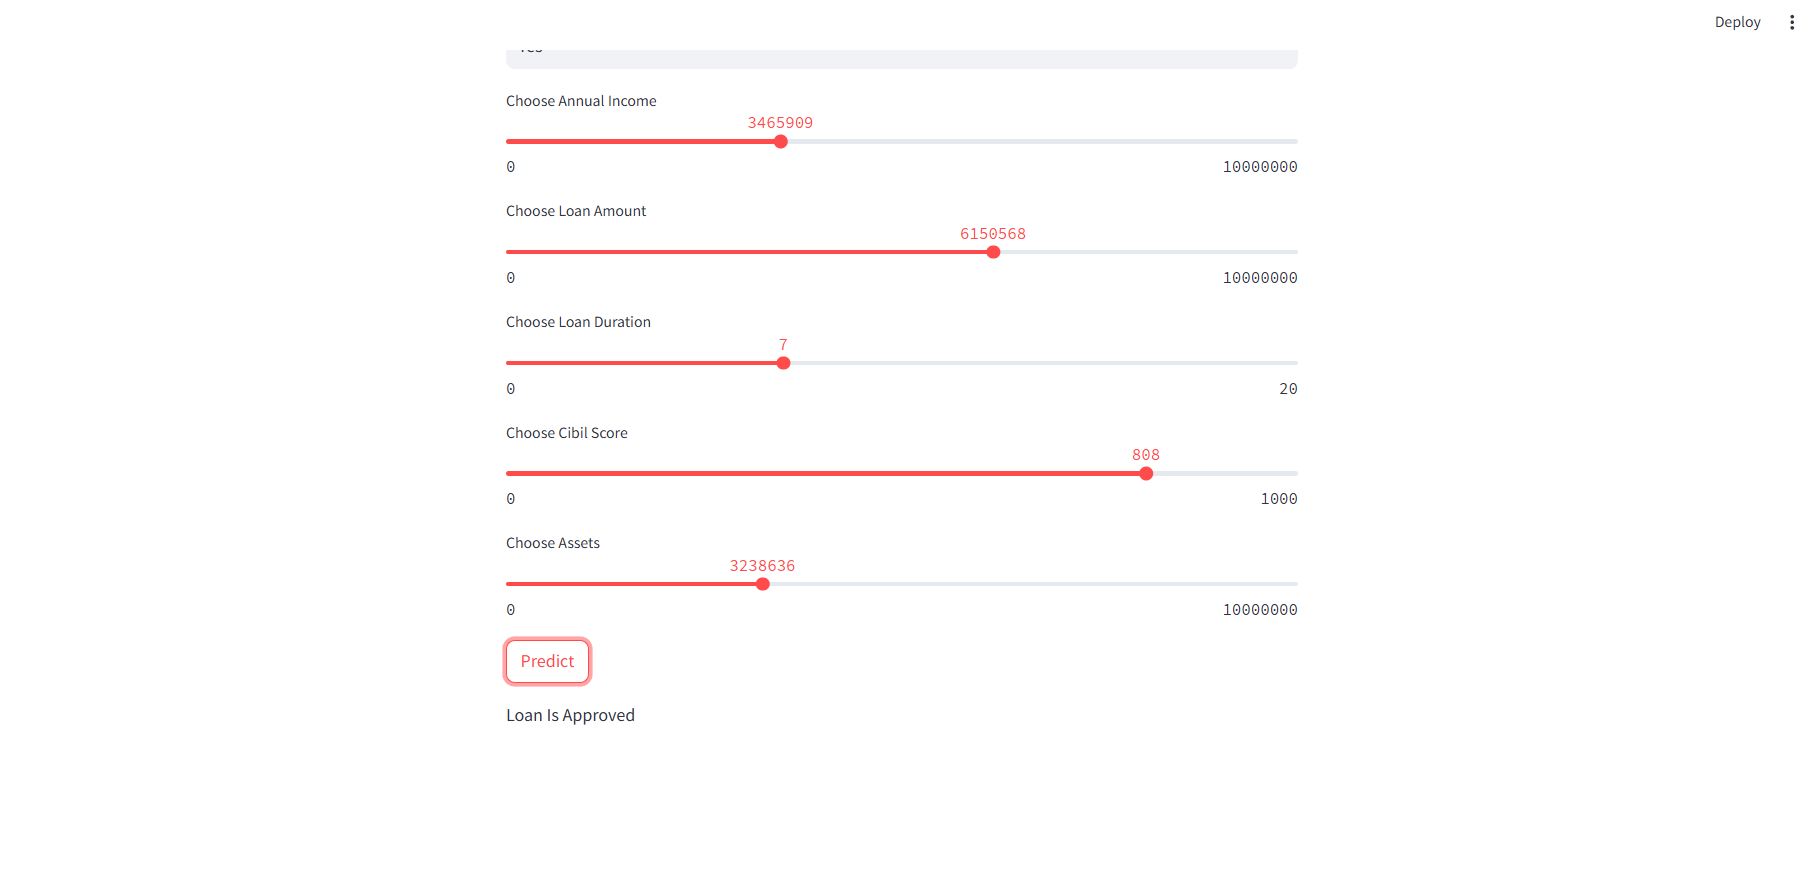 Deploy
Choose Annual Income
3465909
0 10000000
Choose Loan Amount
6150568
0 10000000
Choose Loan Duration
7
0 20
Choose Cibil Score
808
0 1000
Choose Assets
3238636
0 10000000
Predict
Loan Is Approved